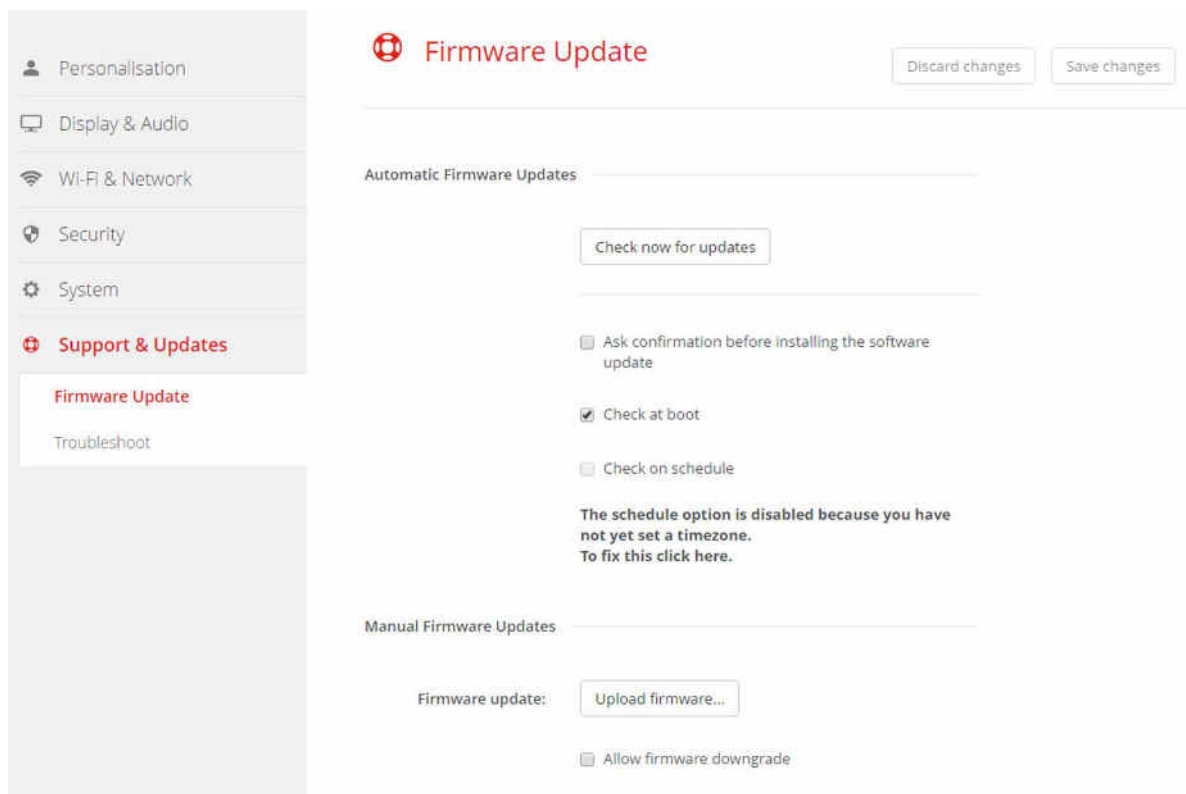 Personalisation
Display & Audio
Wi-Fi & Network
Security
System
Support & Updates
Firmware Update
Troubleshoot
Firmware Update
Discard changes
Save changes
Automatic Firmware Updates
Check now for updates
Ask confirmation before installing the software
update
Check at boot
Check on schedule
The schedule option is disabled because you have
not yet set a timezone.
To fix this click here.
Manual Firmware Updates
Firmware update:
Upload firmware...
Allow firmware downgrade